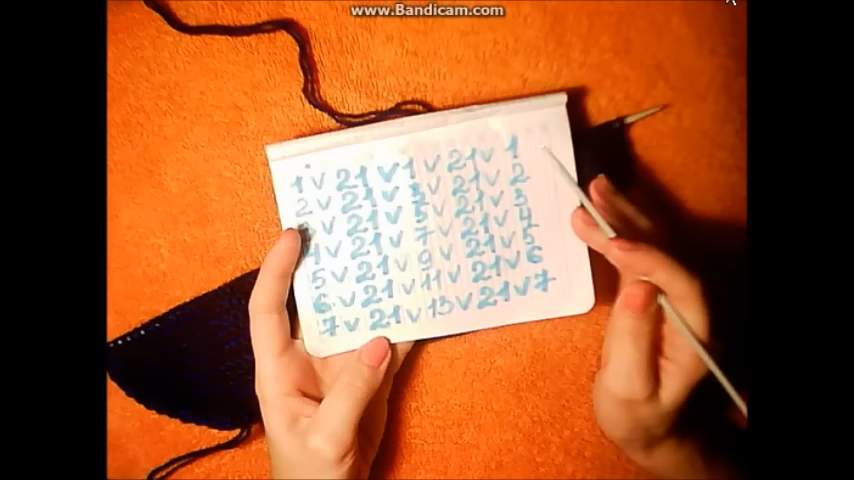 www.Bandicam.com
1 v 21 v 1 v 21 v 1
2 v 21 v 3 v 21 v 2
3 v 21 v 5 v 21 v 3
4 v 21 v 7 v 21 v 4
5 v 21 v 9 v 21 v 5
6 v 21 v 11 v 21 v 6
7 v 21 v 13 v 21 v 7